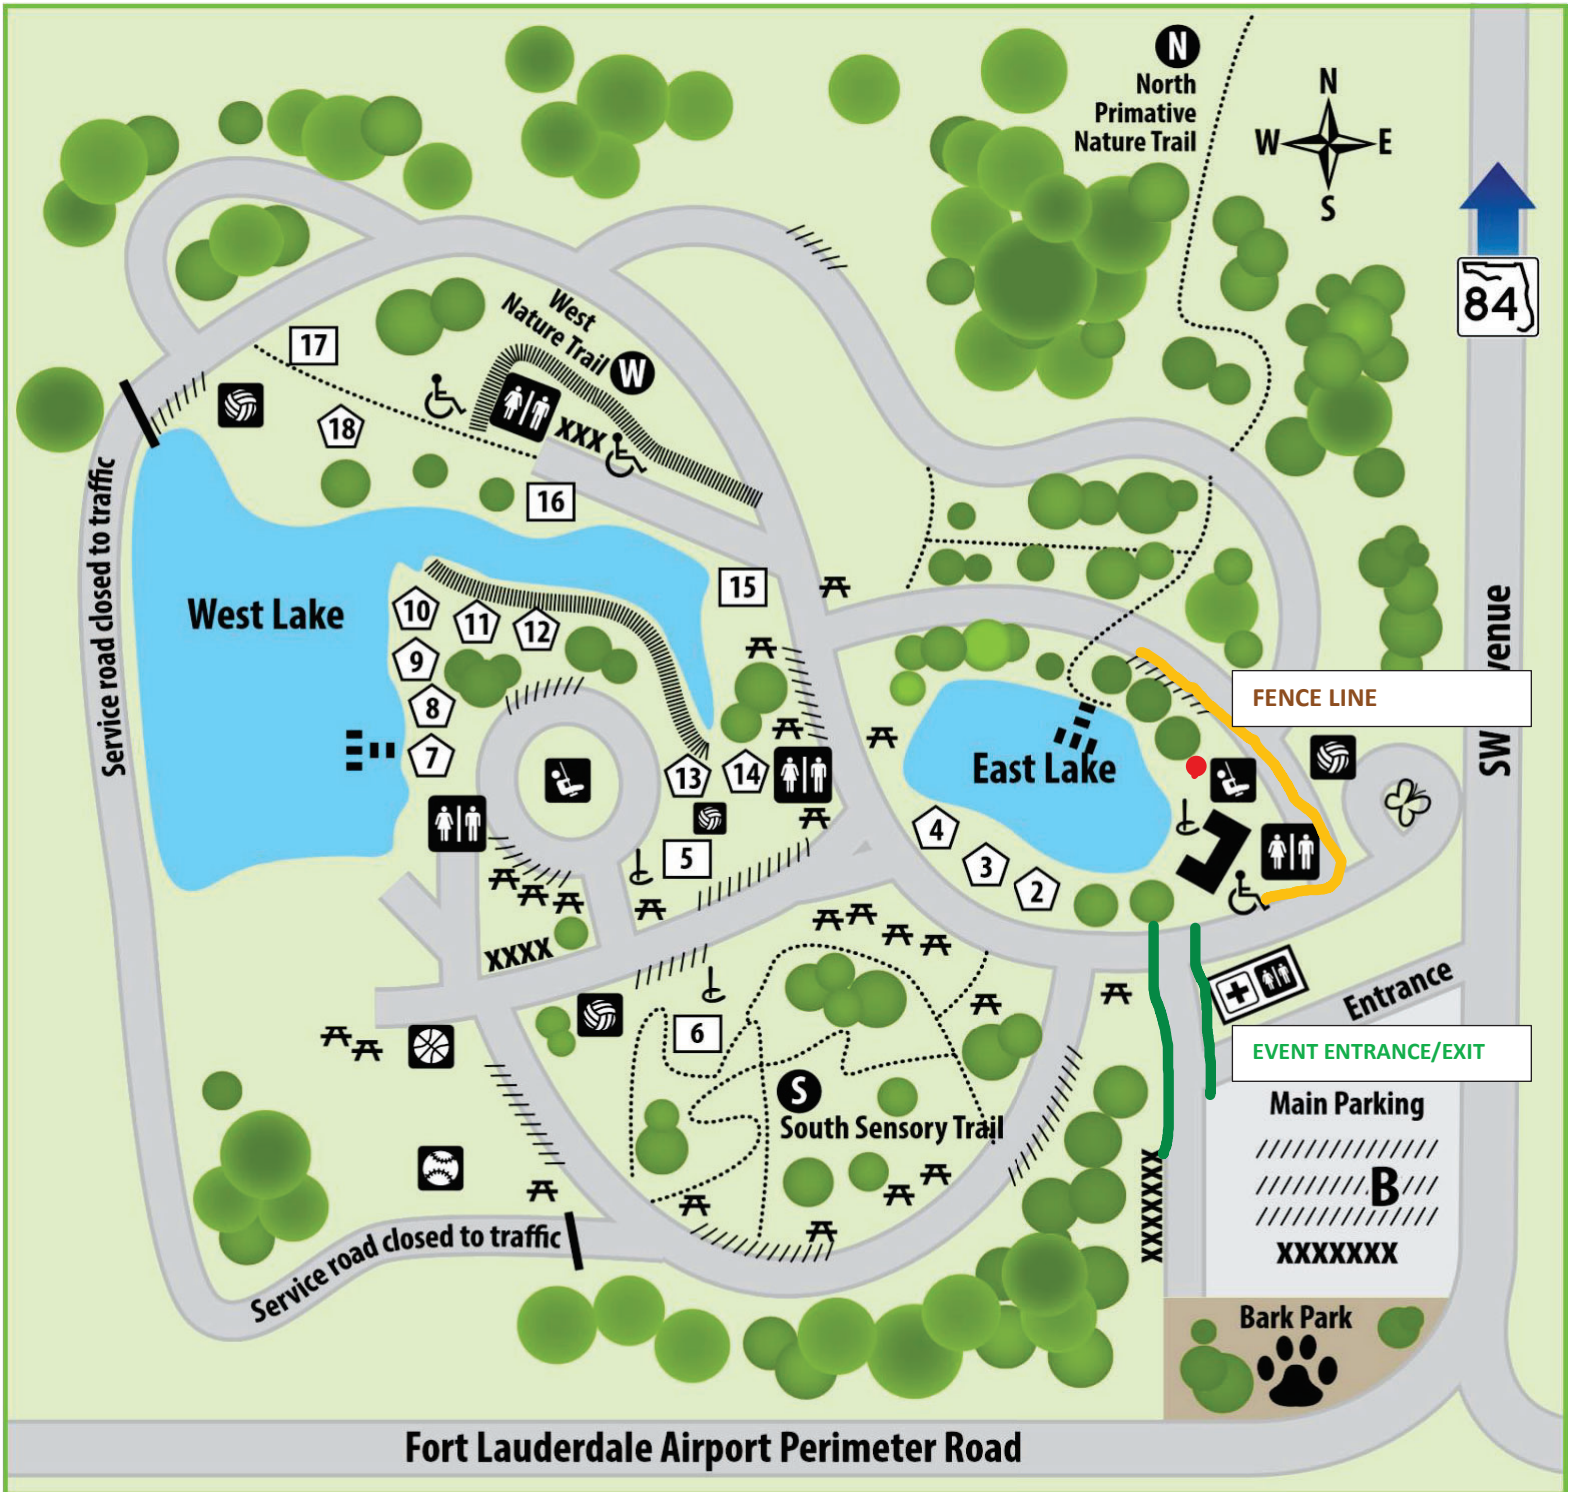 N
North
Primative
Nature Trail
N
W
E
S
84
West
Nature Trail
W
17
18
XXX
16
Service road closed to traffic
West Lake
10
11
12
15
9
8
7
13
14
5
East Lake
4
3
2
FENCE LINE
SW
venue
XXXX
6
S
South Sensory Trail
Entrance
EVENT ENTRANCE/EXIT
Main Parking
B
XXXXXXX
XXXXXXX
Service road closed to traffic
Bark Park
Fort Lauderdale Airport Perimeter Road